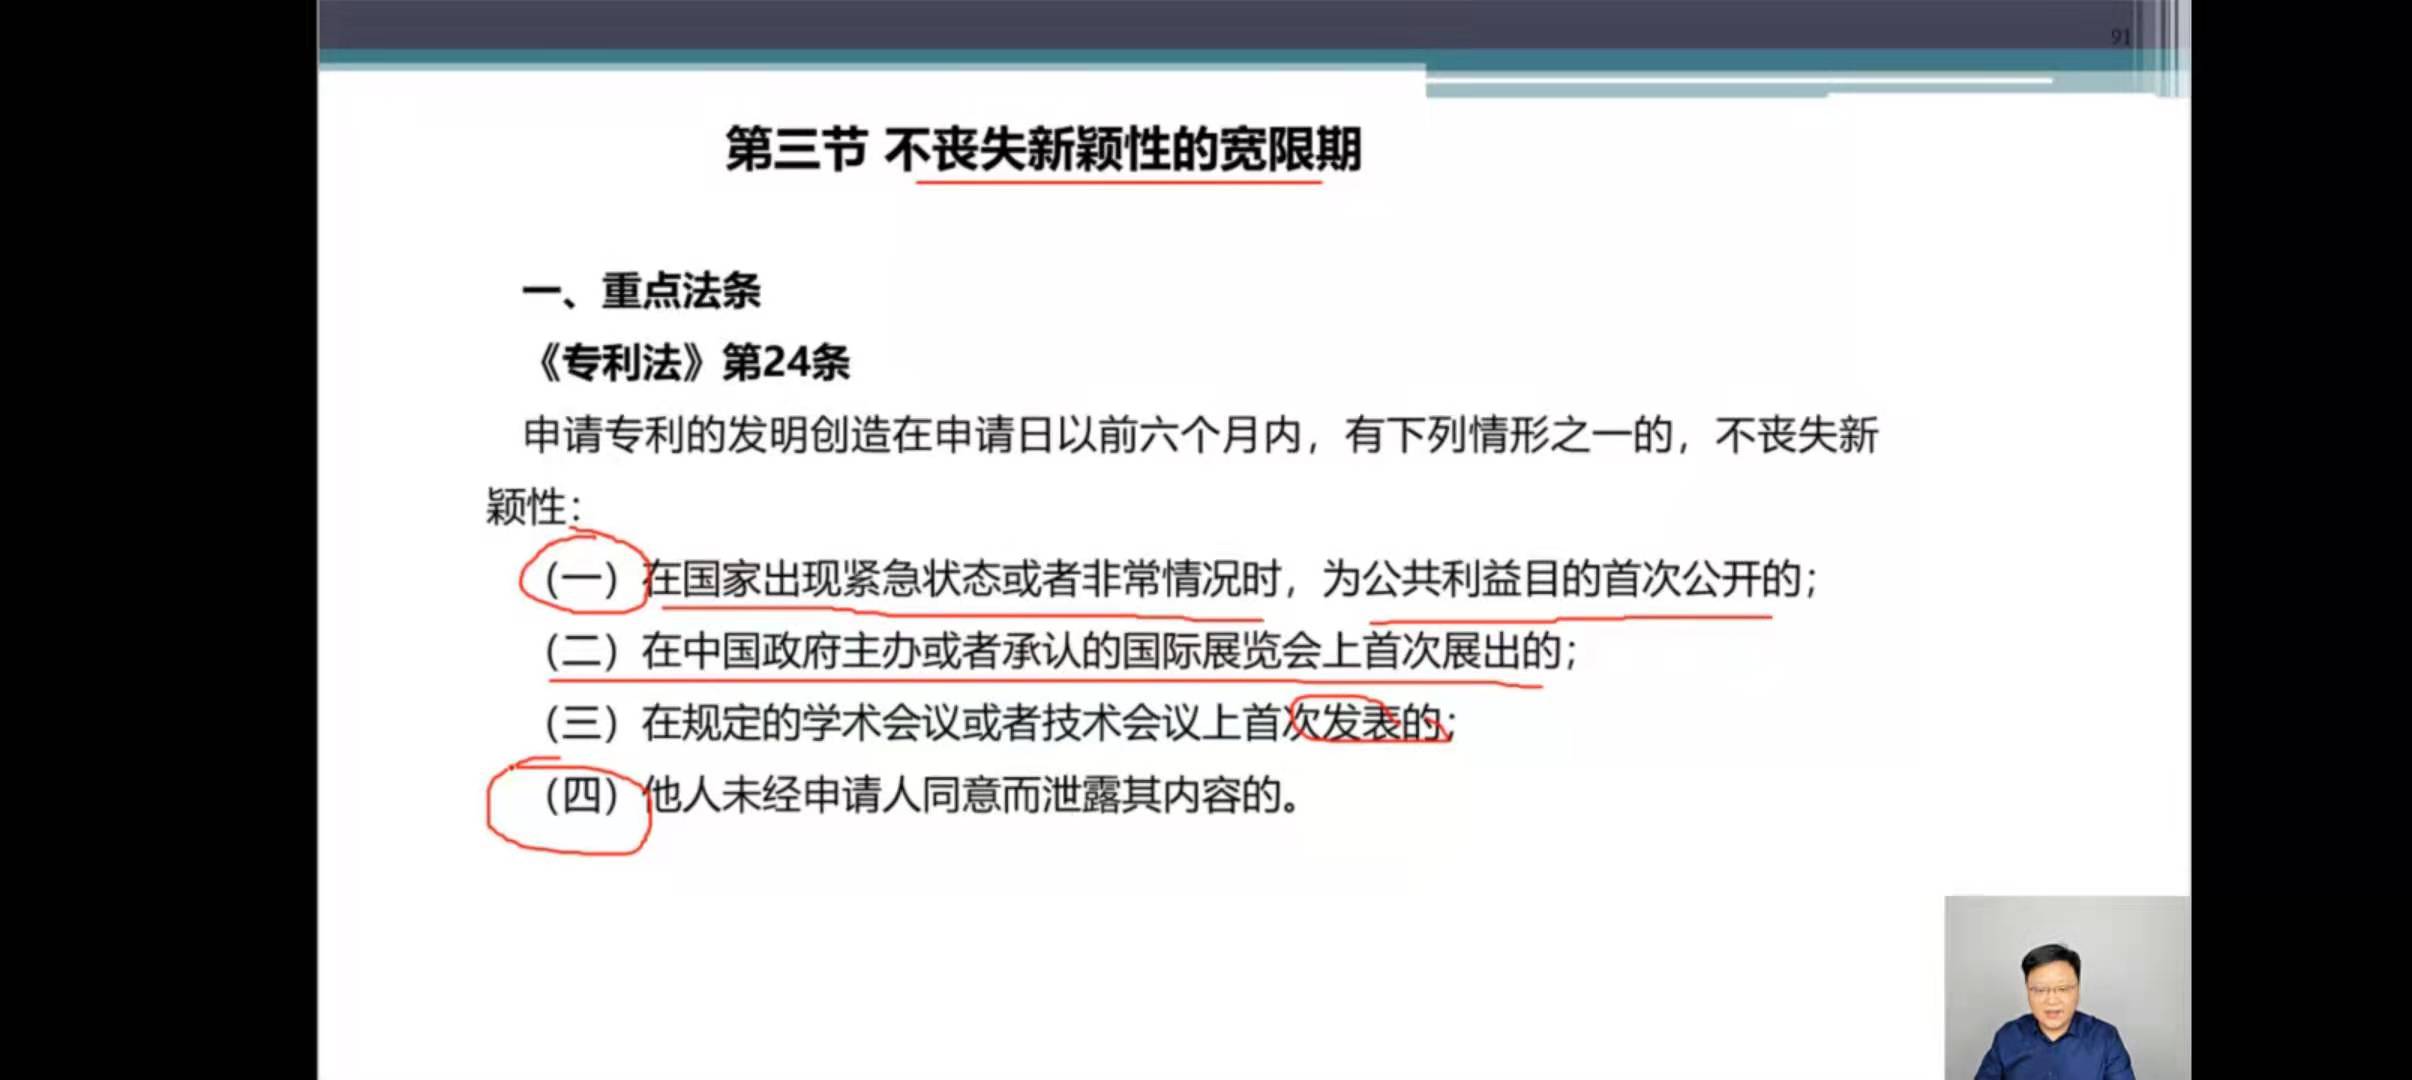 91
第三节 不丧失新颖性的宽限期
一、重点法条
《专利法》第24条
申请专利的发明创造在申请日以前六个月内，有下列情形之一的，不丧失新
颖性：
（一）在国家出现紧急状态或者非常情况时，为公共利益目的首次公开的；
（二）在中国政府主办或者承认的国际展览会上首次展出的；
（三）在规定的学术会议或者技术会议上首次发表的；
（四）他人未经申请人同意而泄露其内容的。